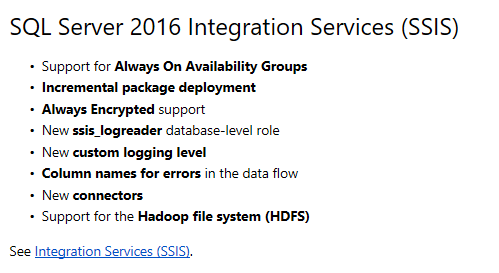 SQL Server 2016 Integration Services (SSIS)
• Support for Always On Availability Groups
• Incremental package deployment
• Always Encrypted support
• New ssis_logreader database-level role
• New custom logging level
• Column names for errors in the data flow
• New connectors
• Support for the Hadoop file system (HDFS)
See Integration Services (SSIS).